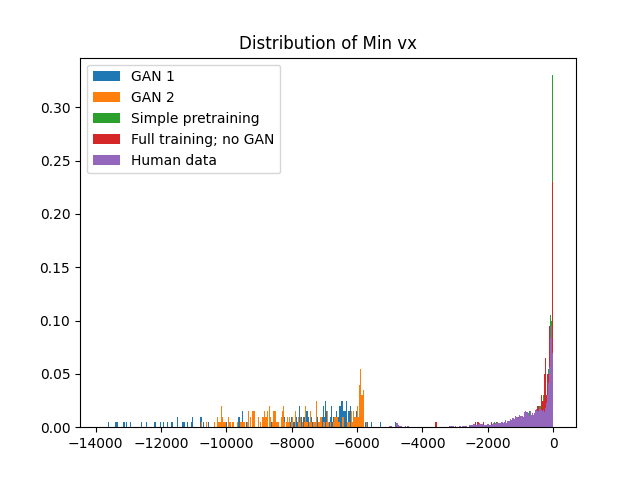 Distribution of Min vx
GAN 1
GAN 2
Simple pretraining
Full training; no GAN
Human data
0.30
0.25
0.20
0.15
0.10
0.05
0.00
−14000 −12000 −10000 −8000 −6000 −4000 −2000 0